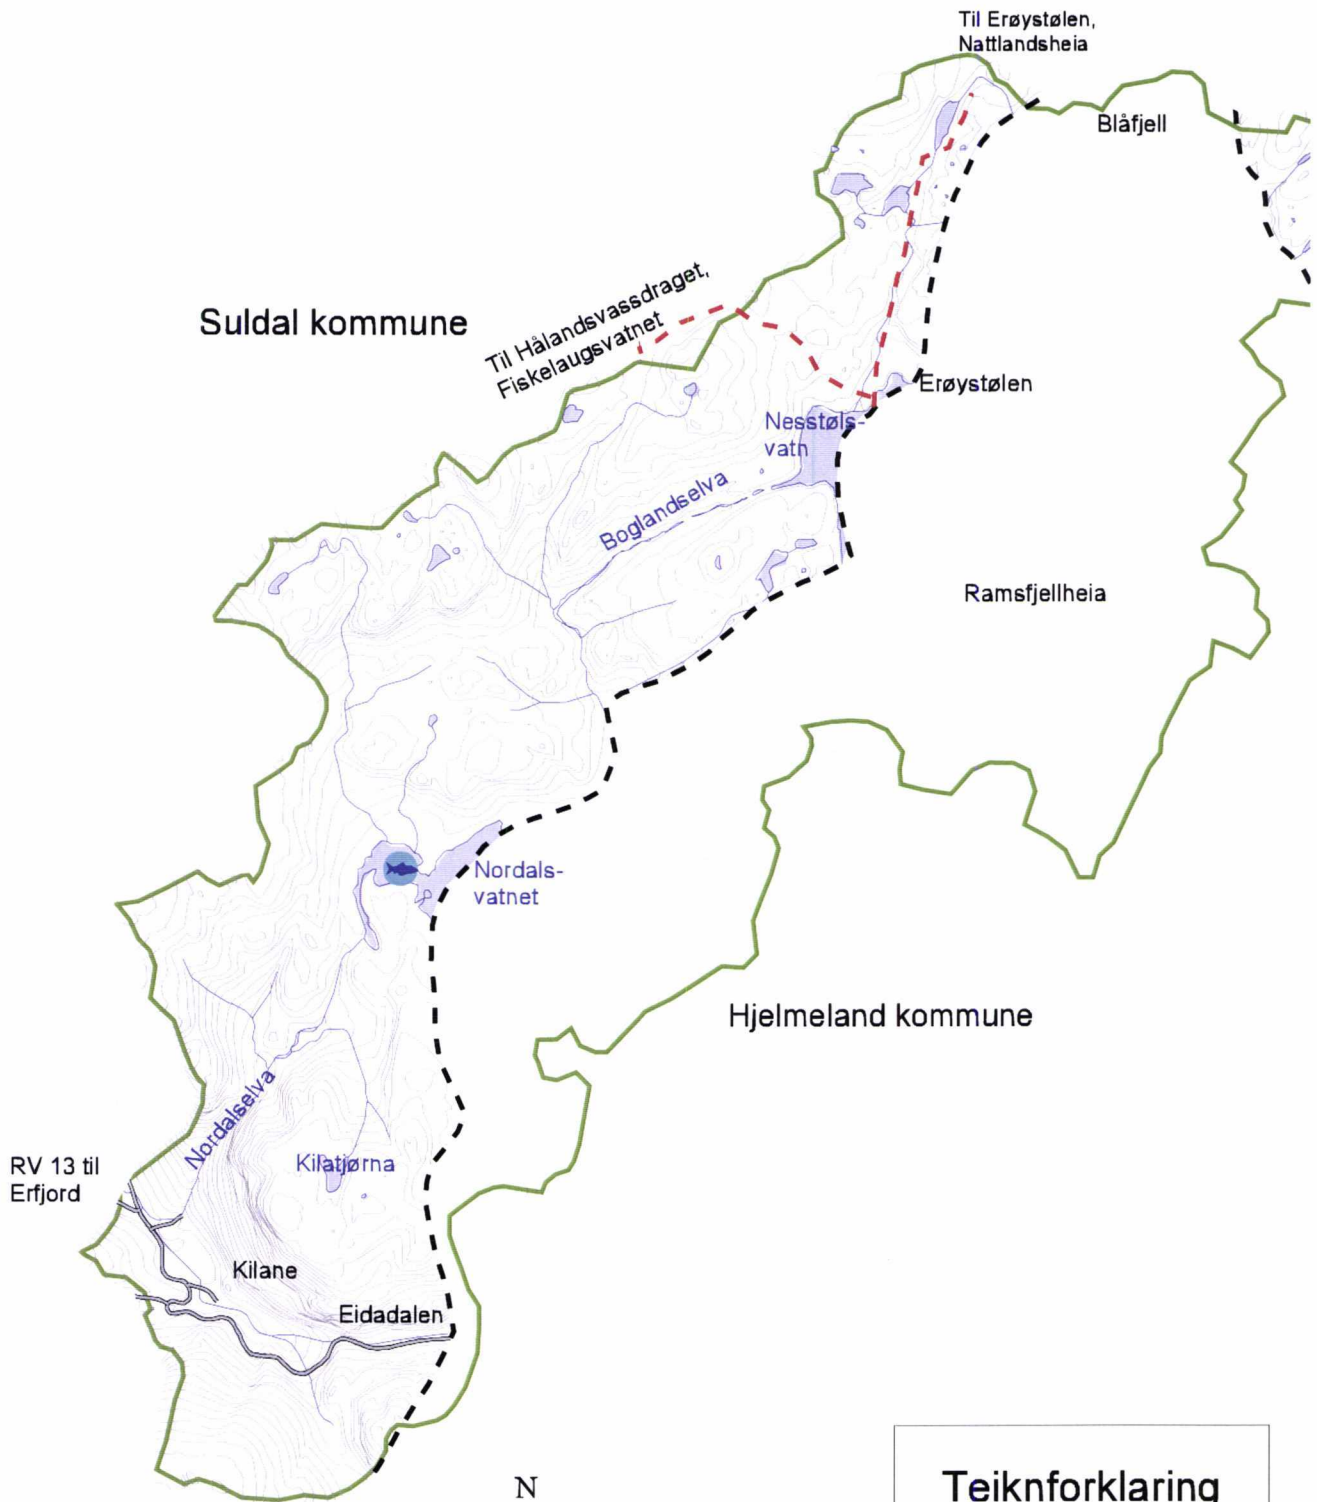 Til Erøystølen,
Nattlandsheia
Blåfjell
Suldal kommune
Til Hålandsvassdraget,
Fiskelaugsvatnet
Erøystølen
Nesstøls-
vatn
Boglandselva
Ramsfjellheia
Nordals-
vatnet
Hjelmeland kommune
Nordalselva
RV 13 til
Erfjord
Kilatjørna
Kilane
Eidadalen
N
Teiknforklaring